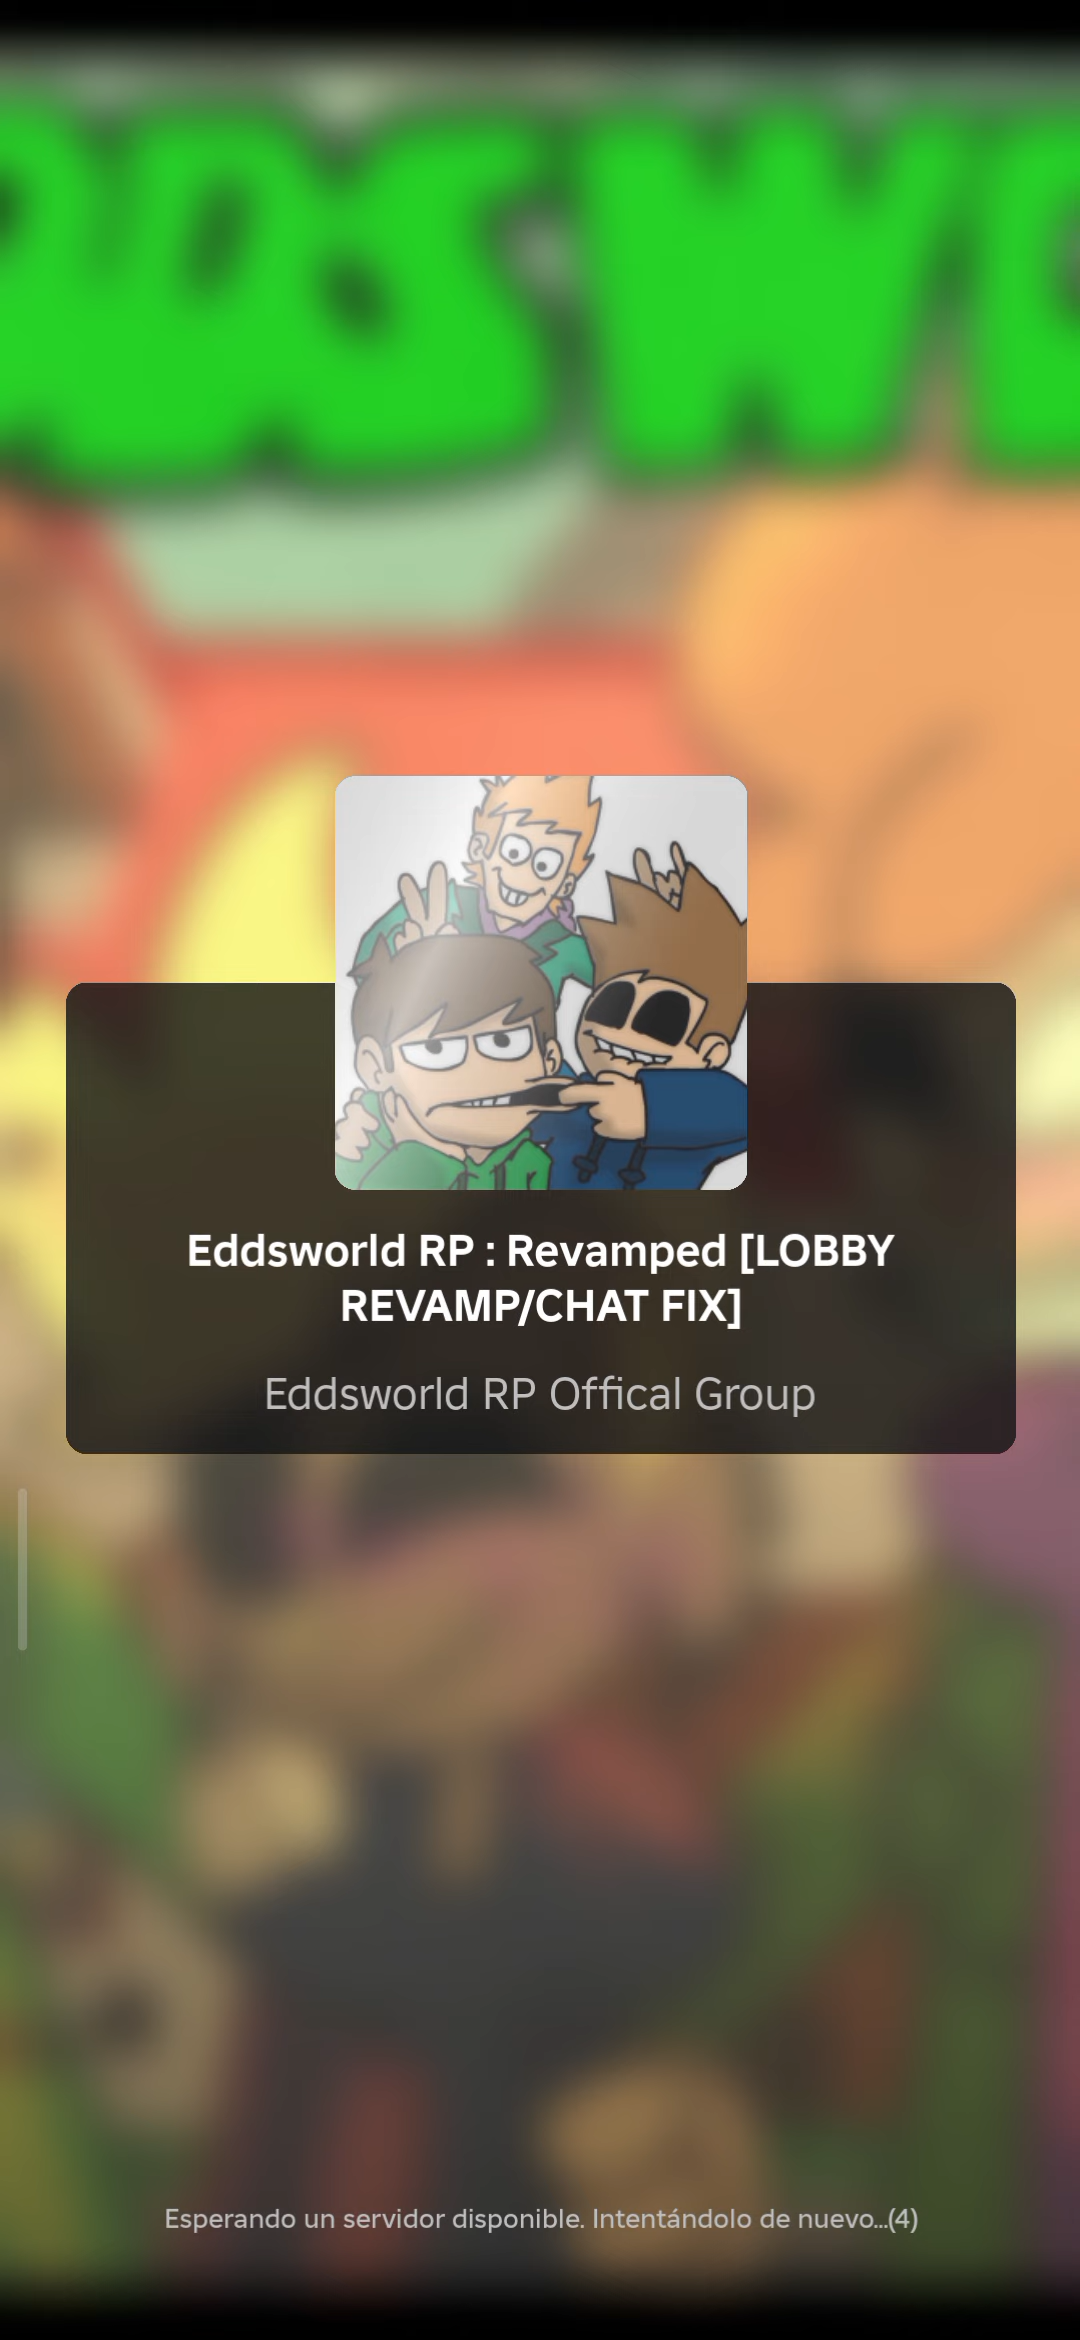 DDSWO
Eddsworld RP : Revamped [LOBBY
REVAMP/CHAT FIX]
Eddsworld RP Offical Group
Esperando un servidor disponible. Intentándolo de nuevo...(4)